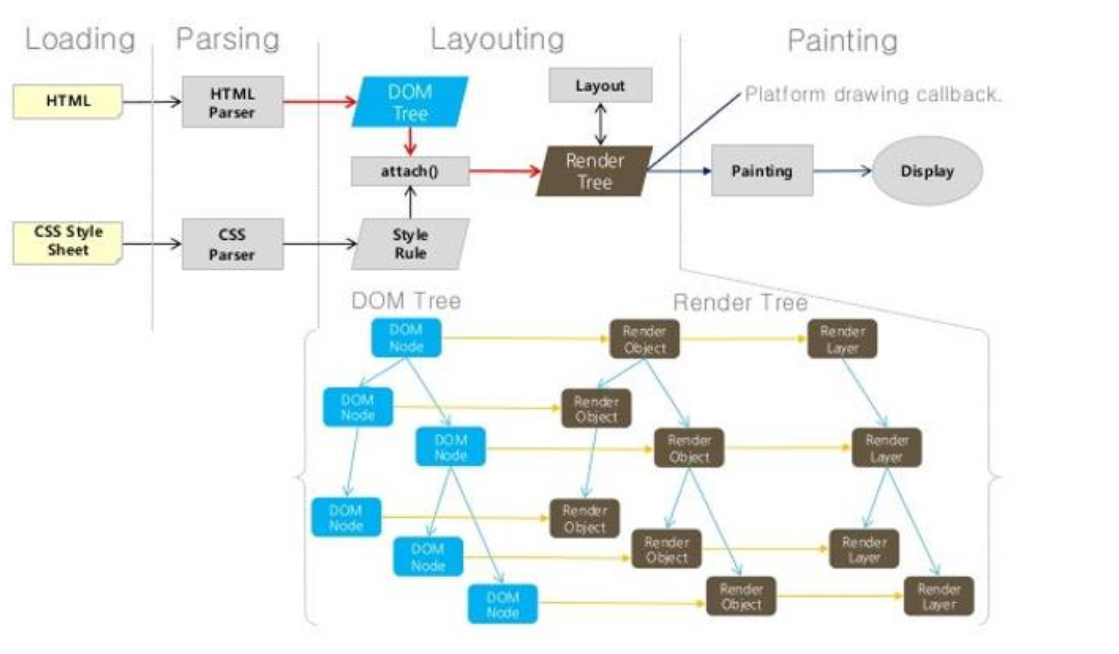 Loading
Parsing
Layouting
Painting
HTML
HTML
Parser
DOM
Tree
Layout
Platform drawing callback.
attach()
Render
Tree
Painting
Display
CSS Style
Sheet
CSS
Parser
Style
Rule
DOM Tree
Render Tree
DOM
Node
Render
Object
Render
Layer
DOM
Node
Render
Object
DOM
Node
Render
Object
Render
Layer
DOM
Node
Render
Object
DOM
Node
Render
Object
Render
Layer
DOM
Node
Render
Object
Render
Layer